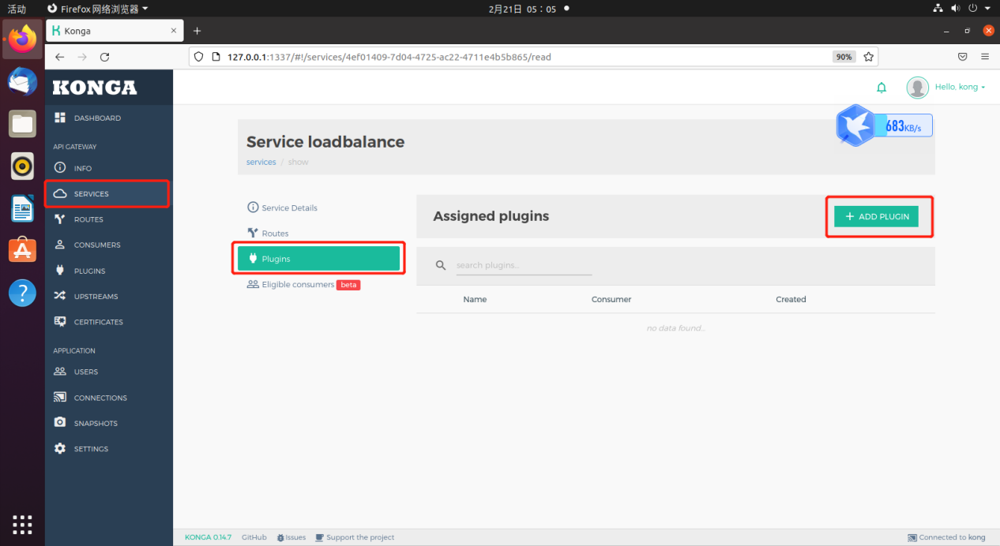 活动
Firefox 网络浏览器
2月21日 05：05
Konga
127.0.0.1:1337/#!/services/4ef01409-7d04-4725-ac22-4711e4b5b865/read
90%
KONGA
Hello, kong
683KB/s
DASHBOARD
API GATEWAY
INFO
SERVICES
ROUTES
CONSUMERS
PLUGINS
UPSTREAMS
CERTIFICATES
APPLICATION
USERS
CONNECTIONS
SNAPSHOTS
SETTINGS
Service loadbalance
services / show
Service Details
Routes
Plugins
Eligible consumers beta
Assigned plugins
+ ADD PLUGIN
search plugins...
Name Consumer Created
no data found...
KONGA 0.14.7 GitHub Issues Support the project Connected to kong